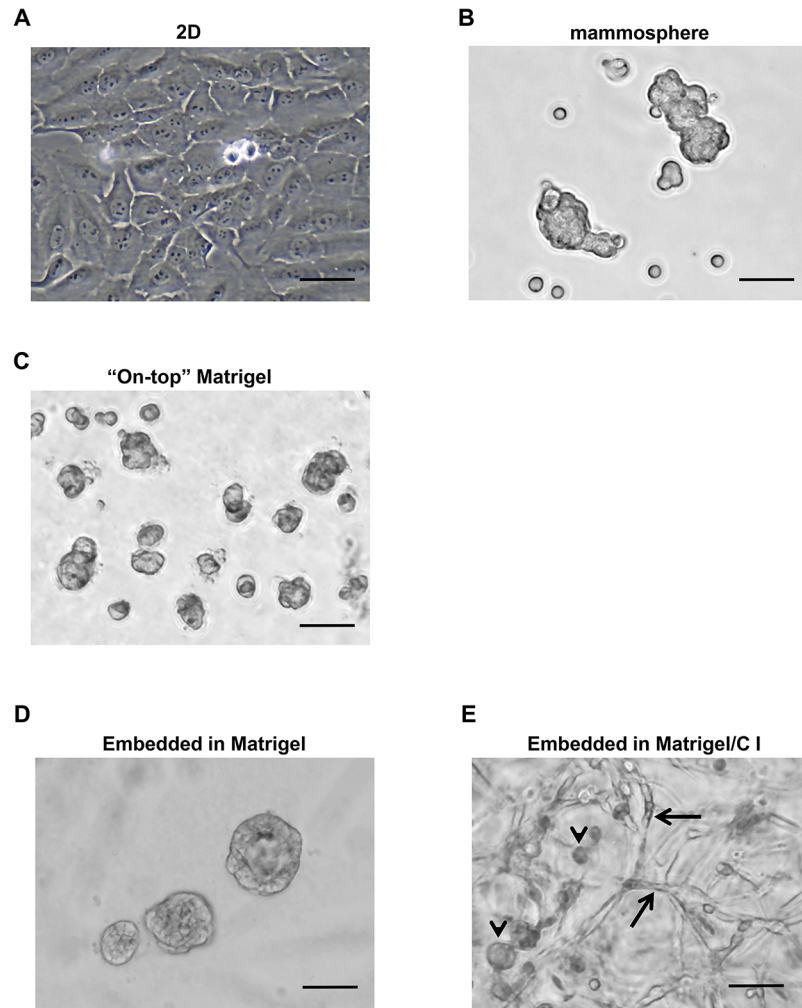 A
2D
B
mammosphere
C
“On-top” Matrigel
D
Embedded in Matrigel
E
Embedded in Matrigel/C I